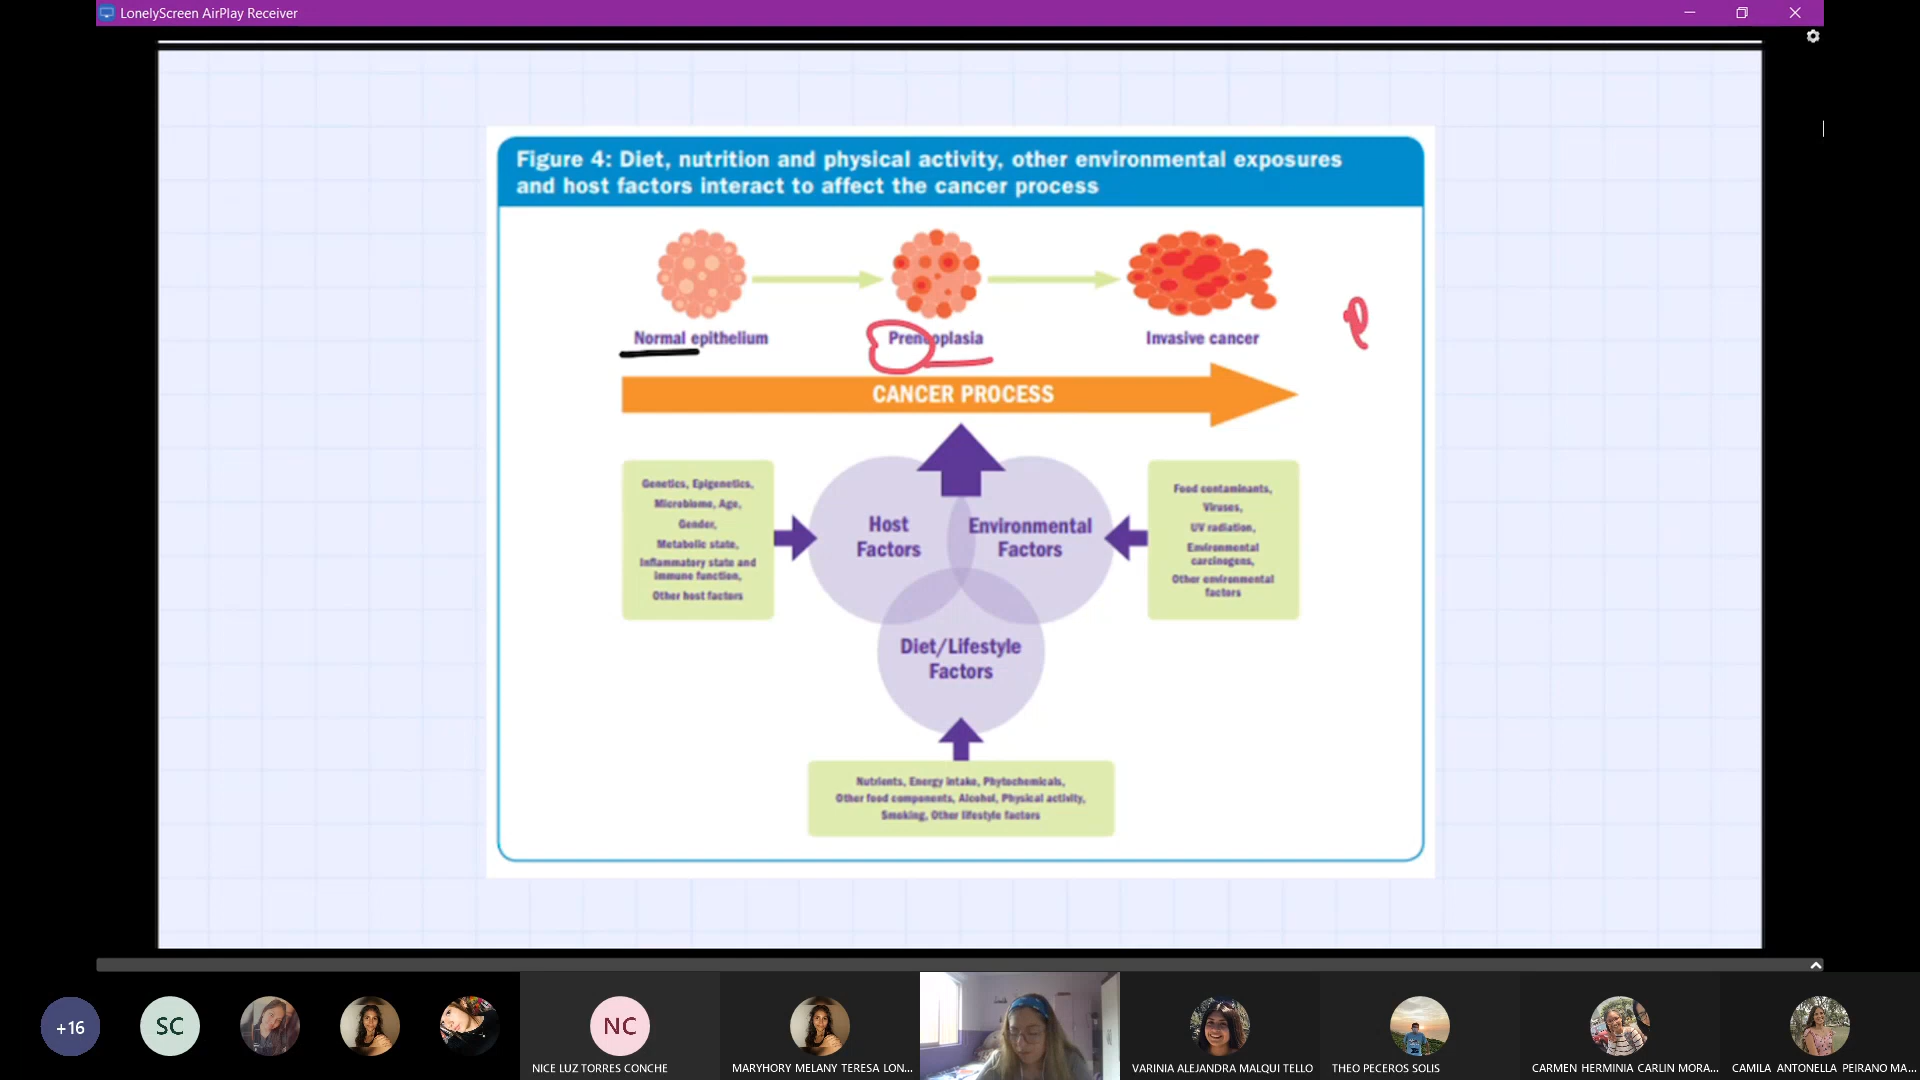 LonelyScreen AirPlay Receiver
Figure 4: Diet, nutrition and physical activity, other environmental exposures
and host factors interact to affect the cancer process
Normal epithelium
Preneoplasia
Invasive cancer
CANCER PROCESS
Genetics, Epigenetics,
Microbiome, Age,
Gender,
Metabolic state,
Inflammatory state and
immune function,
Other host factors
Host
Factors
Environmental
Factors
Food contaminants,
Viruses,
UV radiation,
Environmental
carcinogens,
Other environmental
factors
Diet/Lifestyle
Factors
Nutrients, Energy intake, Phytochemicals,
Other food components, Alcohol, Physical activity,
Smoking, Other lifestyle factors
+16
SC
NC
NICE LUZ TORRES CONCHE
MARYHORY MELANY TERESA LON...
VARINIA ALEJANDRA MALQUI TELLO
THEO PECEROS SOLIS
CARMEN HERMINIA CARLIN MORA...
CAMILA ANTONELLA PEIRANO MA...